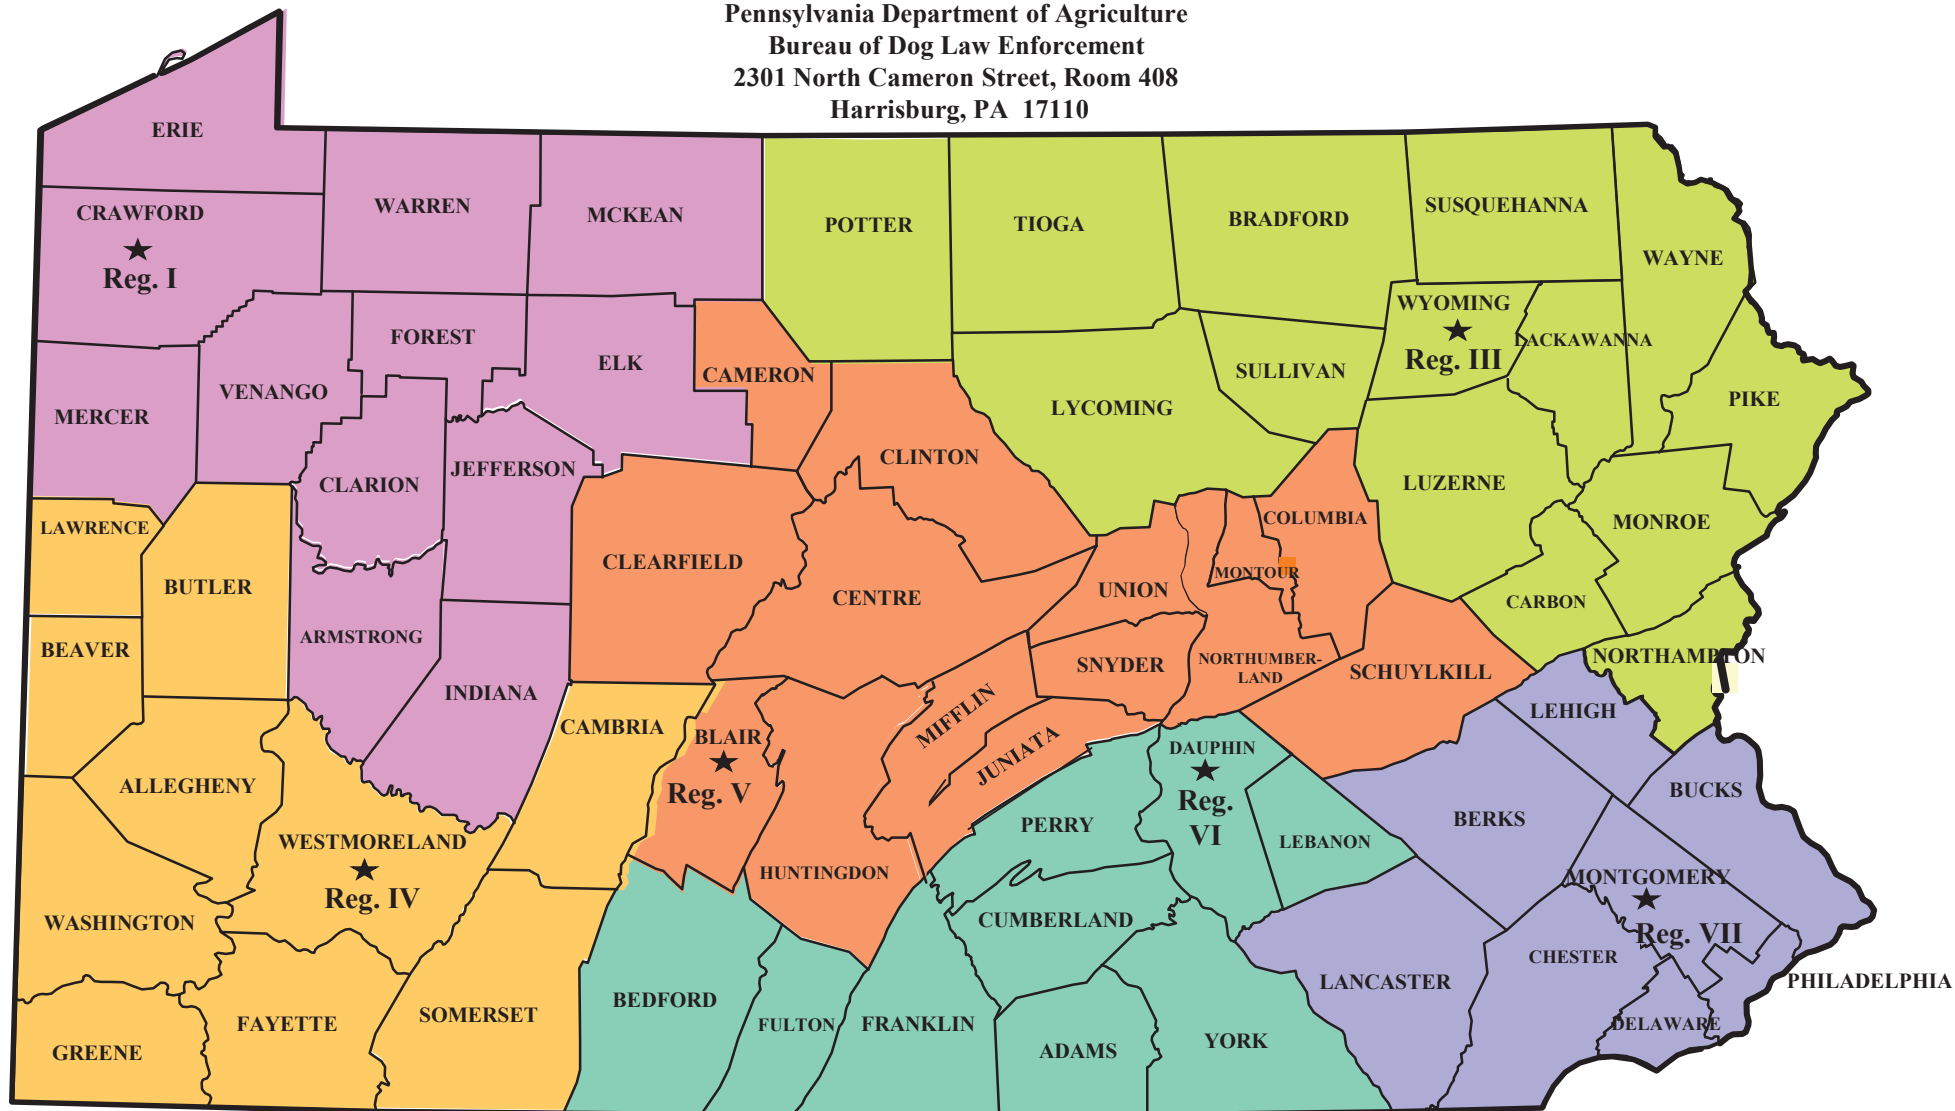 Pennsylvania Department of Agriculture
Bureau of Dog Law Enforcement
2301 North Cameron Street, Room 408
Harrisburg, PA 17110
ERIE
CRAWFORD
Reg. I
WARREN
MCKEAN
POTTER
TIOGA
BRADFORD
SUSQUEHANNA
WAYNE
WYOMING
Reg. III
LACKAWANNA
FOREST
ELK
CAMERON
SULLIVAN
VENANGO
MERCER
LYCOMING
PIKE
CLINTON
JEFFERSON
CLARION
LUZERNE
LAWRENCE
COLUMBIA
MONROE
CLEARFIELD
BUTLER
MONTOUR
UNION
CENTRE
CARBON
ARMSTRONG
BEAVER
NORTHAMPTON
SNYDER
NORTHUMBER-
LAND
SCHUYLKILL
INDIANA
LEHIGH
CAMBRIA
MIFFLIN
BLAIR
Reg. V
JUNIATA
DAUPHIN
Reg.
VI
ALLEGHENY
BUCKS
PERRY
BERKS
WESTMORELAND
Reg. IV
LEBANON
HUNTINGDON
MONTGOMERY
Reg. VII
WASHINGTON
CUMBERLAND
CHESTER
LANCASTER
PHILADELPHIA
BEDFORD
SOMERSET
FAYETTE
FULTON
FRANKLIN
DELAWARE
YORK
ADAMS
GREENE